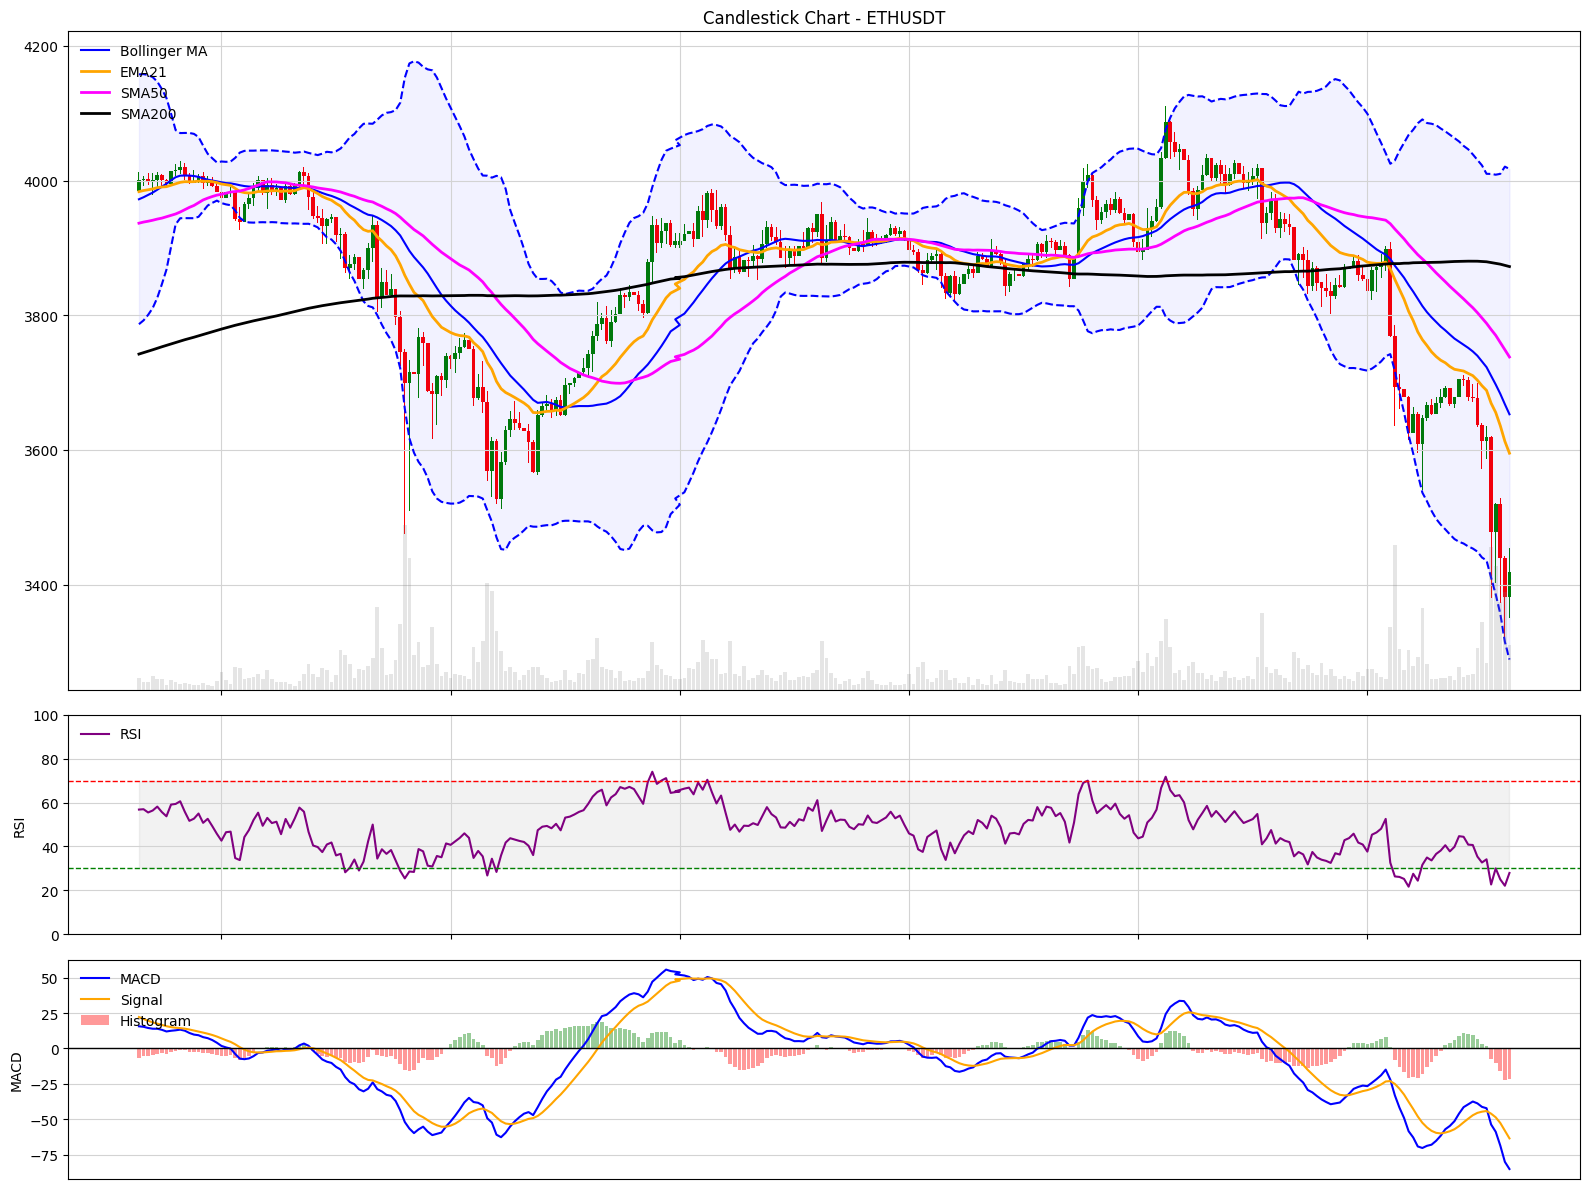 Candlestick Chart - ETHUSDT
4200
4000
3800
3600
3400
Bollinger MA
EMA21
SMA50
SMA200
100
80
60
40
20
0
RSI
RSI
50
25
0
−25
−50
−75
MACD
MACD
Signal
Histogram